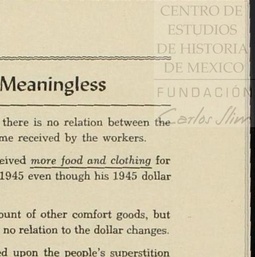 CENTRO DE
ESTUDIOS
DE HISTORIA
DE MEXICO
FUNDACIÓN
Carlos Slim
Meaningless
there is no relation between the
me received by the workers.
eived more food and clothing for
1945 even though his 1945 dollar
ount of other comfort goods, but
no relation to the dollar changes.
ed upon the people's superstition